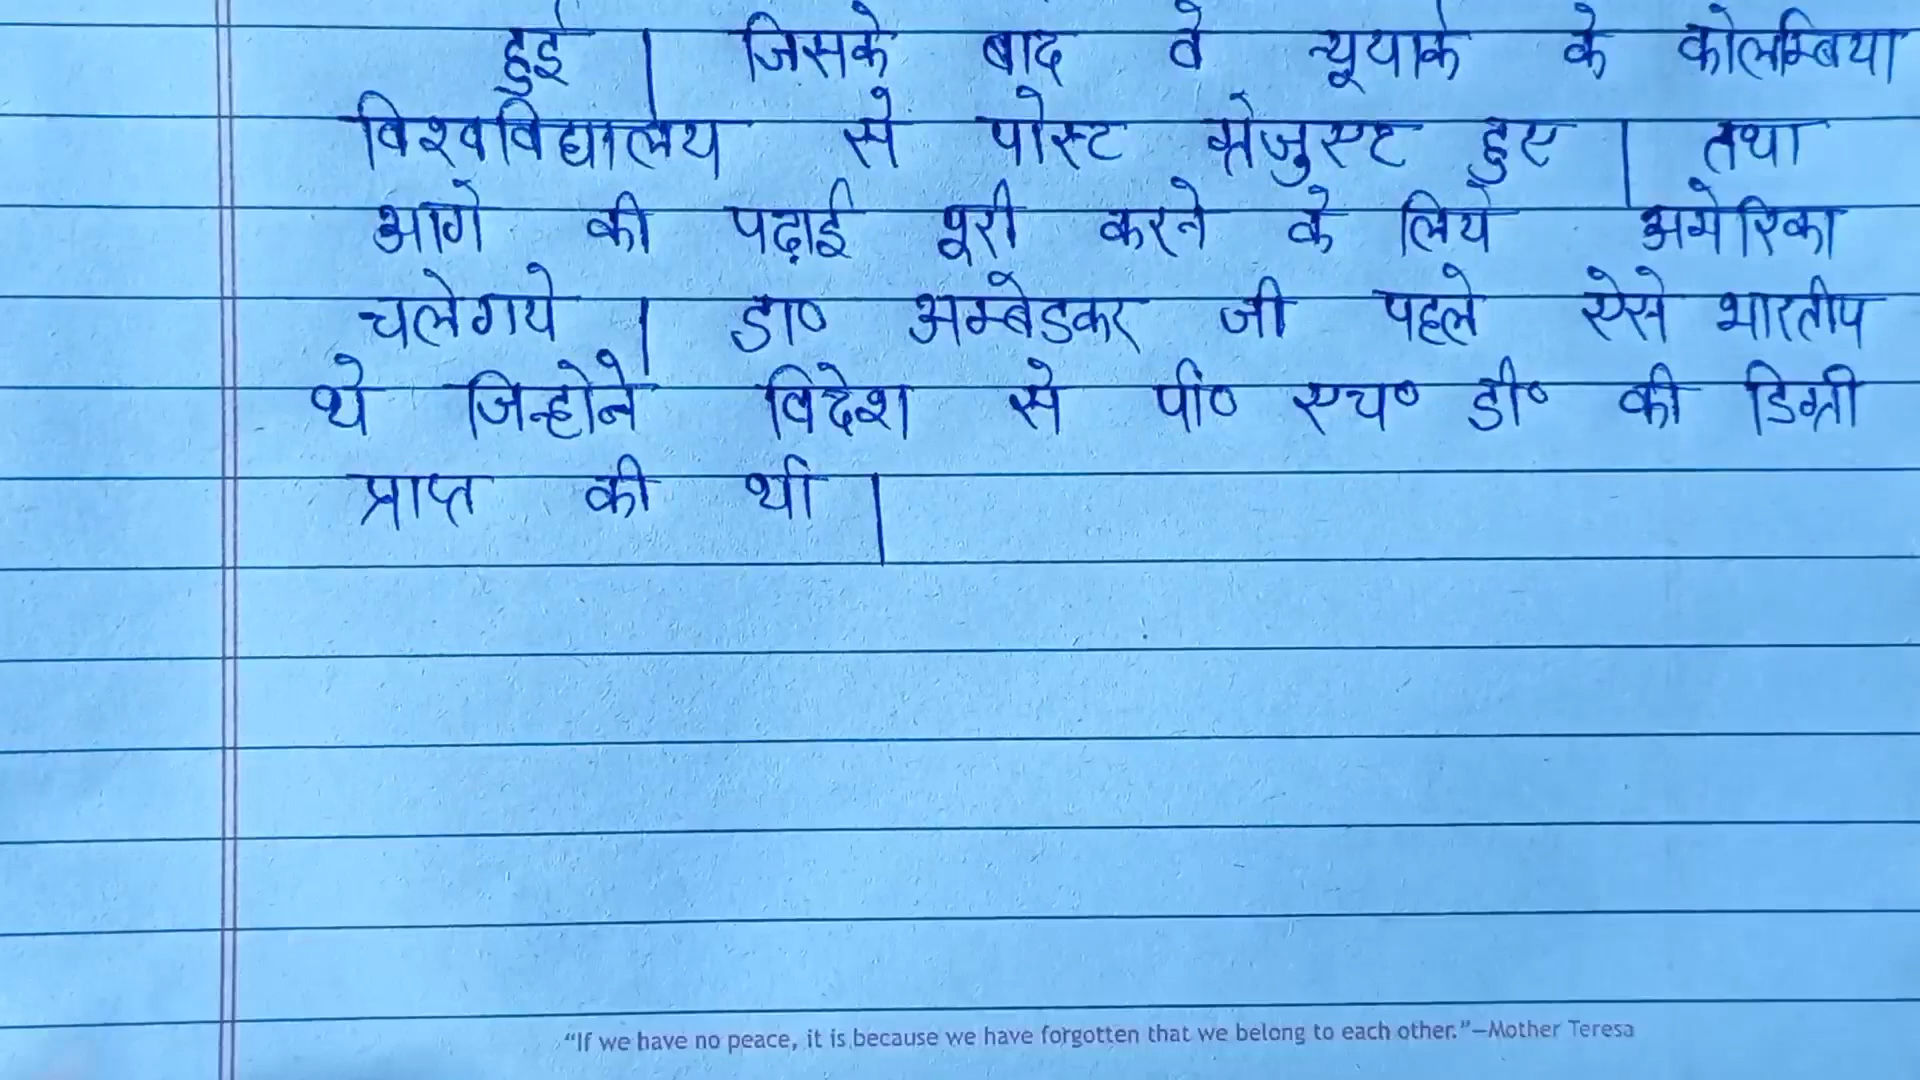 हुई । जिसके बाद वे न्यूयार्क के कोलम्बिया
विश्वविद्यालय से पोस्ट ग्रेजुएट हुए । तथा
आगे की पढ़ाई पूरी करने के लिये अमेरिका
चलेगये । डा० अम्बेडकर जी पहले ऐसे भारतीय
थे जिन्होने विदेश से पी० एच० डी० की डिग्री
प्राप्त की थी ।
“If we have no peace, it is because we have forgotten that we belong to each other.”—Mother Teresa